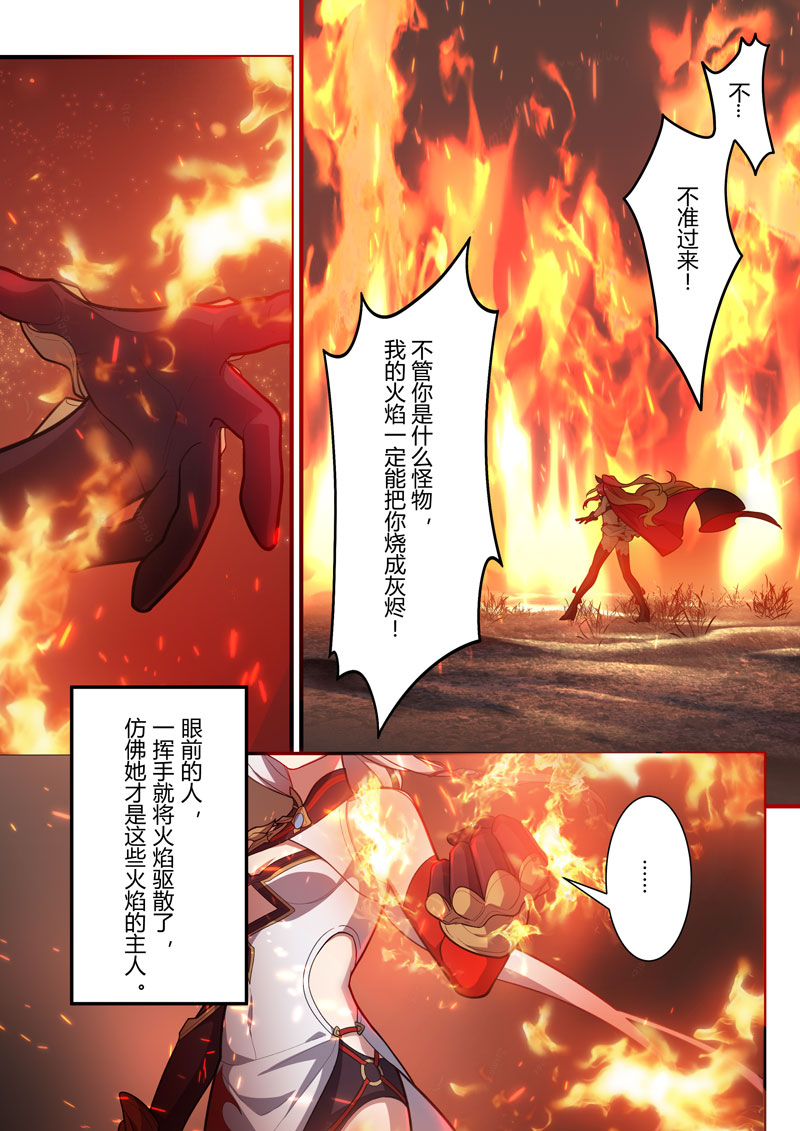 不…
不准过来！
不管你是什么怪物，
我的火焰一定能把你烧成灰烬！
眼前的人，
一挥手就将火焰驱散了，
仿佛她才是这些火焰的主人。
……